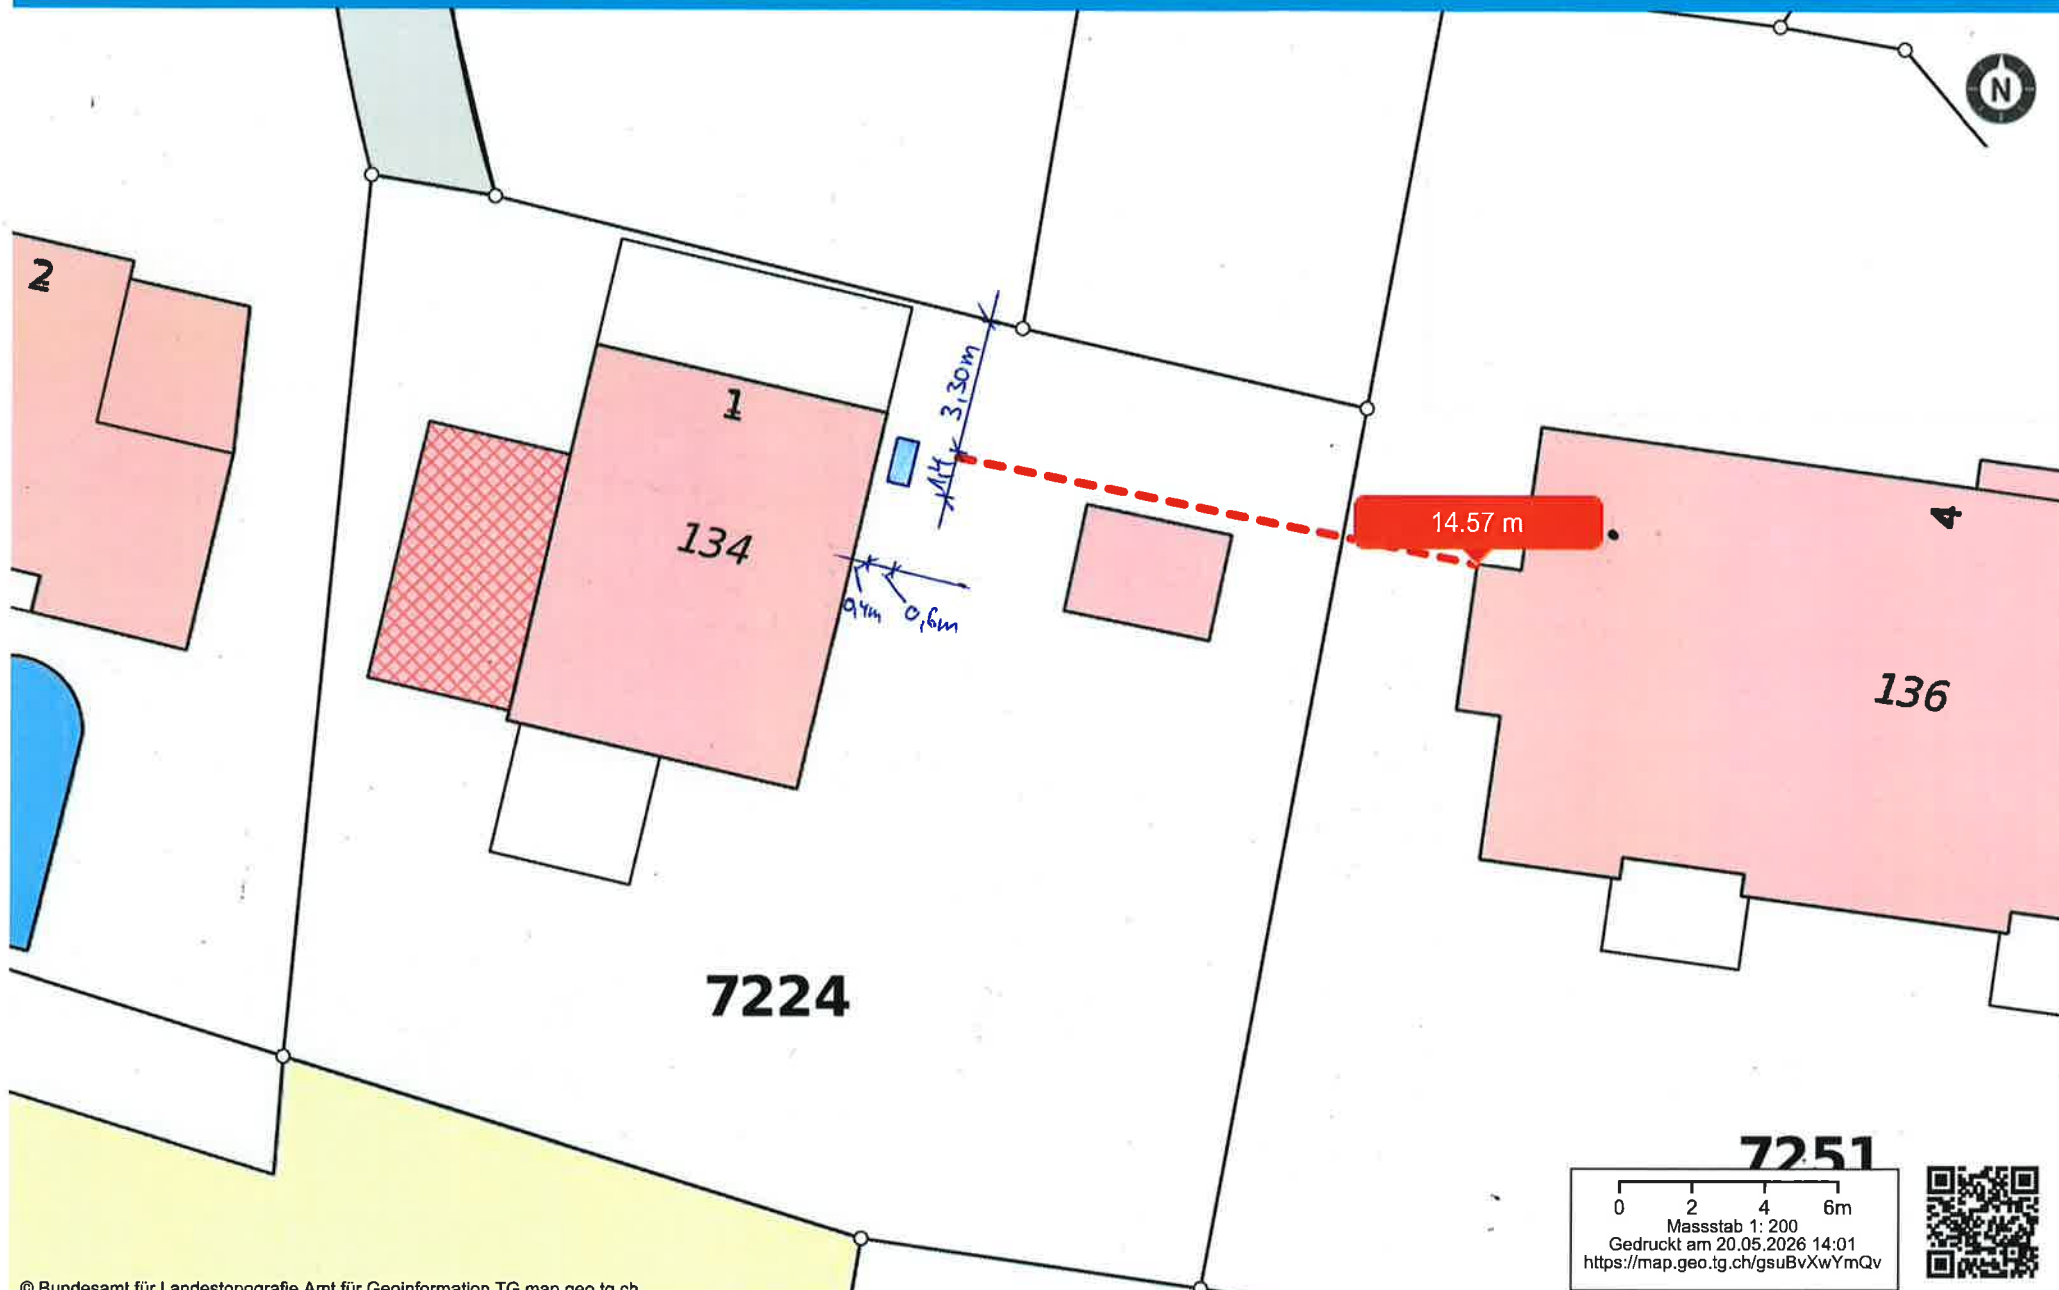 N
2
1
3,30m
1,4
14.57 m
4
134
0,4m
0,6m
136
7224
7251
0 2 4 6m
Massstab 1: 200
Gedruckt am 20.05.2026 14:01
https://map.geo.tg.ch/gsuBvXwYmQv
© Bundesamt für Landestopografie Amt für Geoinformation TG map.geo.tg.ch